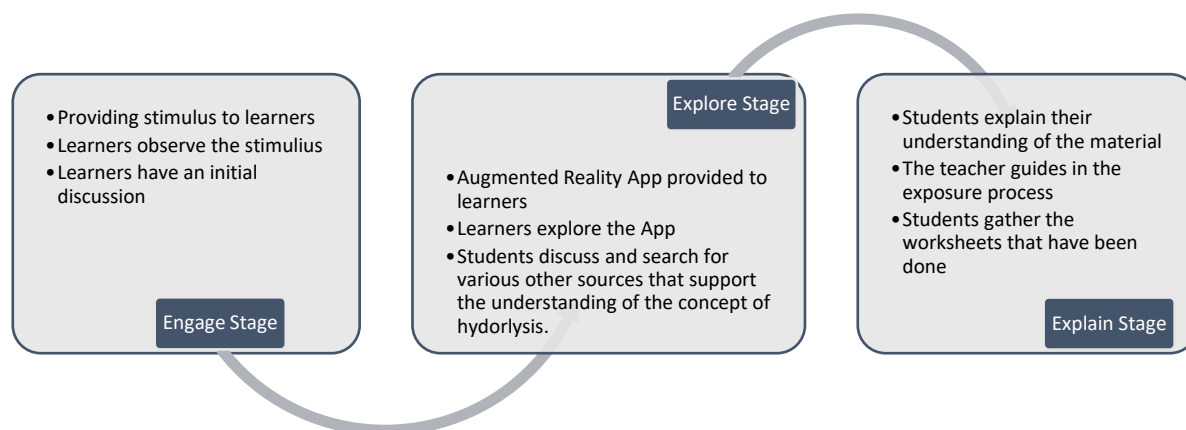 •Providing stimulus to learners
•Learners observe the stimulius
•Learners have an initial
discussion
Engage Stage
Explore Stage
•Augmented Reality App provided to
learners
•Learners explore the App
•Students discuss and search for
various other sources that support
the understanding of the concept of
hydorlysis.
•Students explain their
understanding of the material
•The teacher guides in the
exposure process
•Students gather the
worksheets that have been
done
Explain Stage